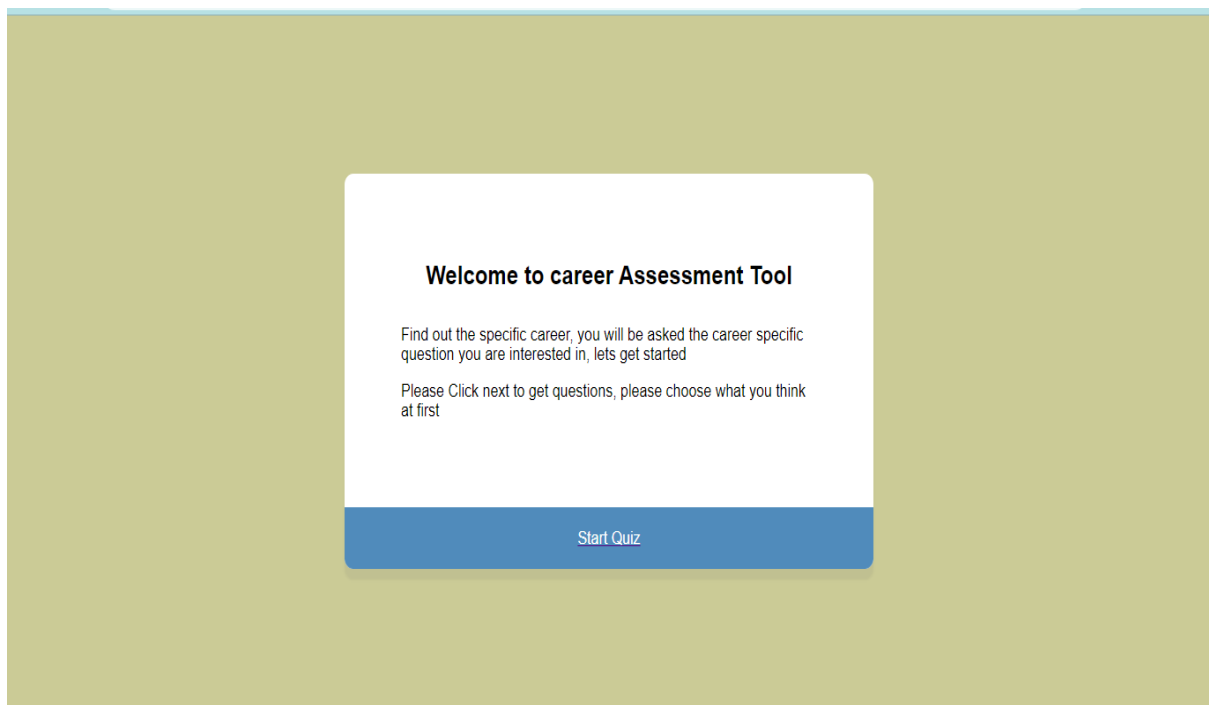 Welcome to career Assessment Tool
Find out the specific career, you will be asked the career specific
question you are interested in, lets get started
Please Click next to get questions, please choose what you think
at first
Start Quiz